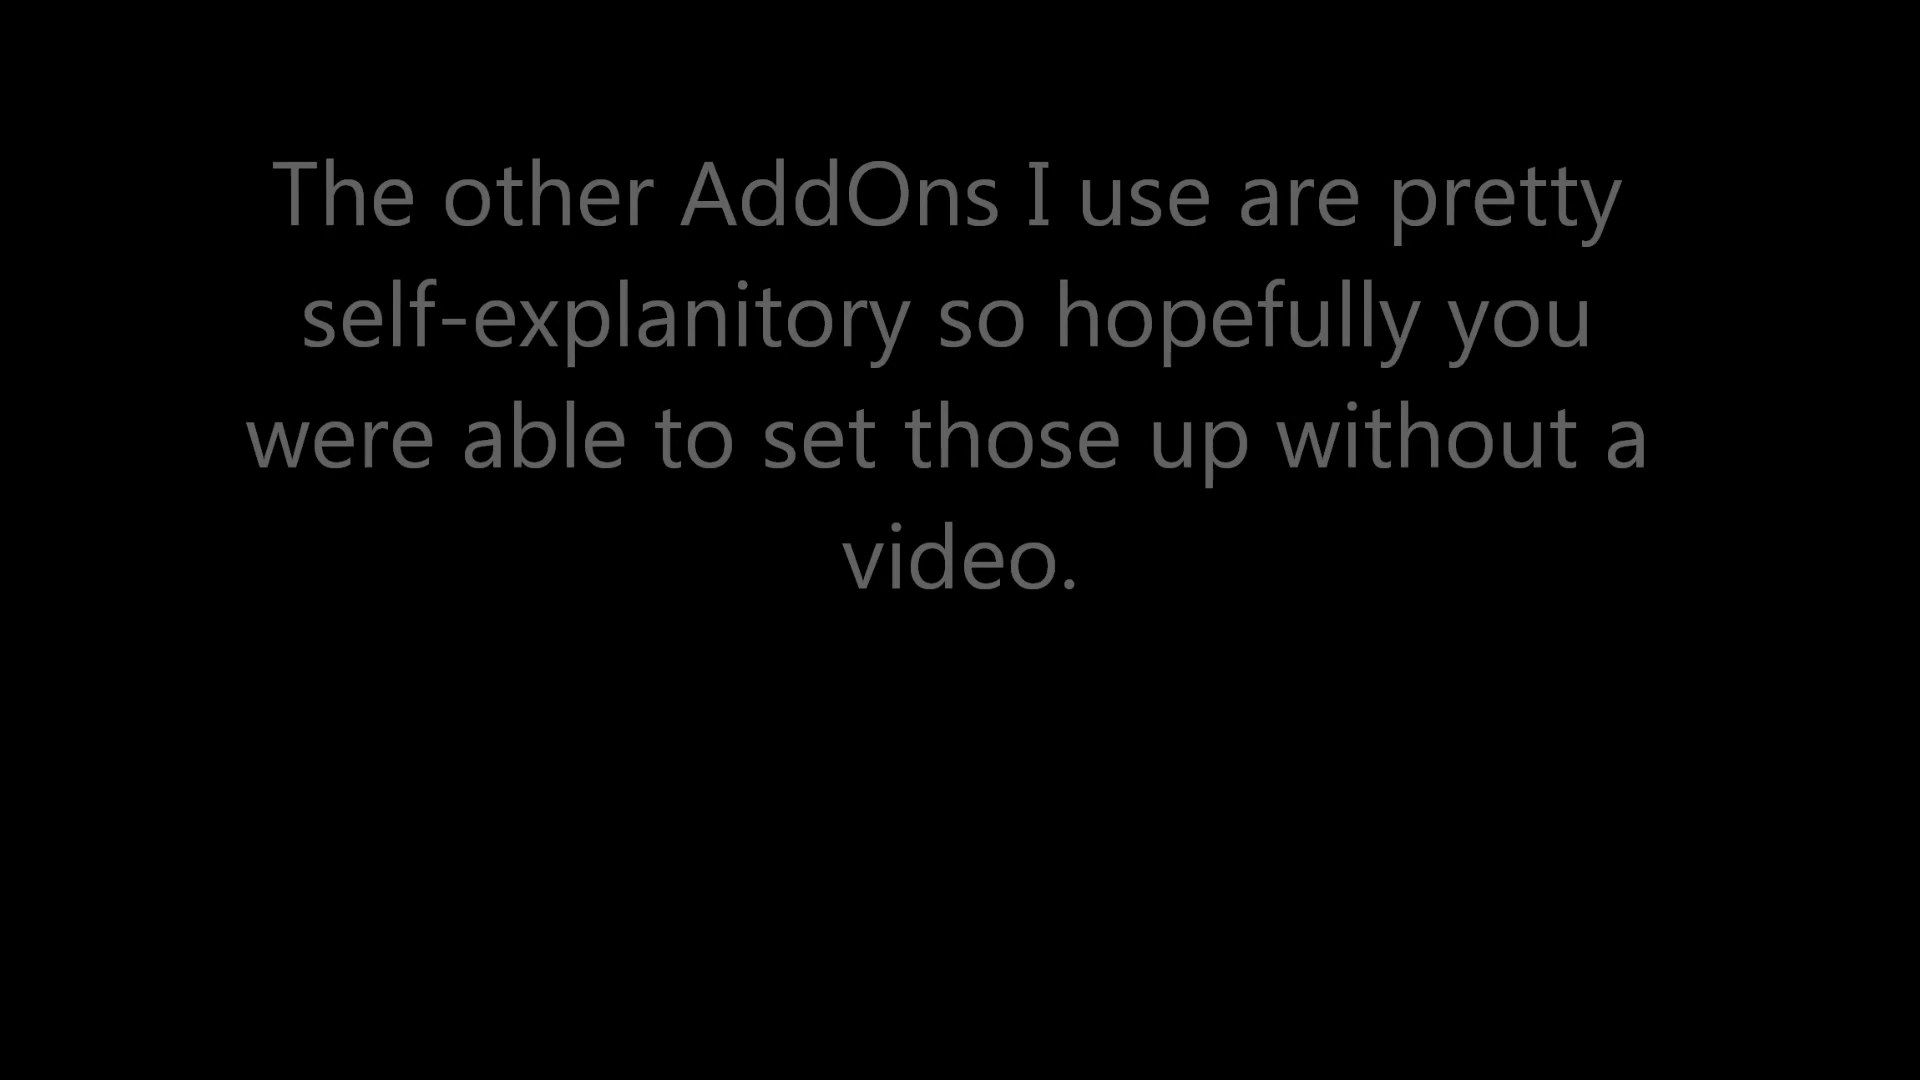 The other AddOns I use are pretty
self-explanitory so hopefully you
were able to set those up without a
video.